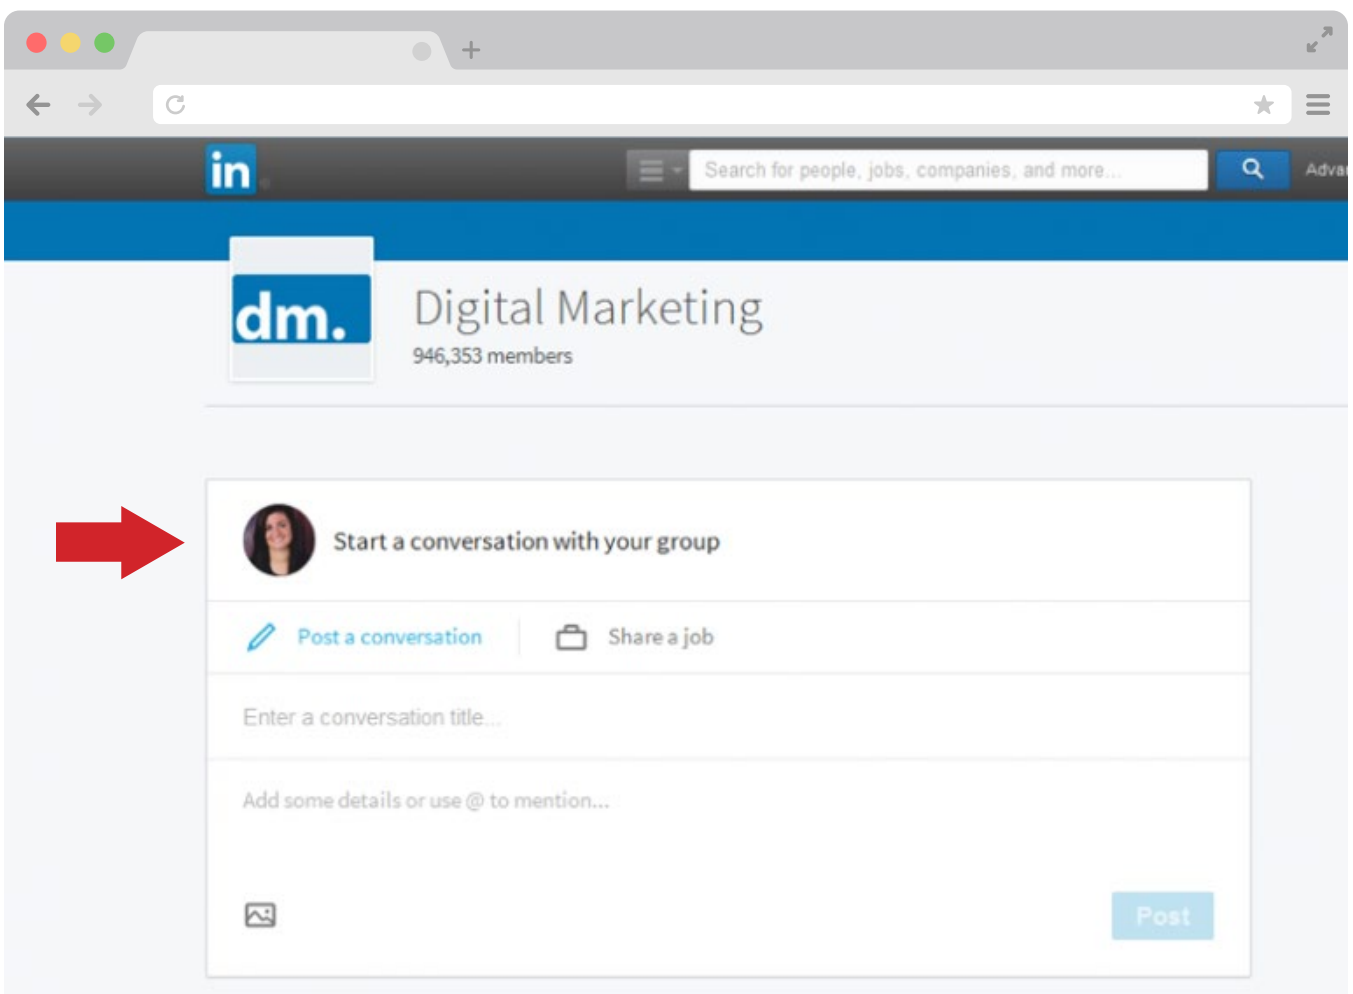 in
Search for people, jobs, companies, and more...
dm.
Digital Marketing
946,353 members
Start a conversation with your group
Post a conversation
Share a job
Enter a conversation title...
Add some details or use @ to mention...
Post